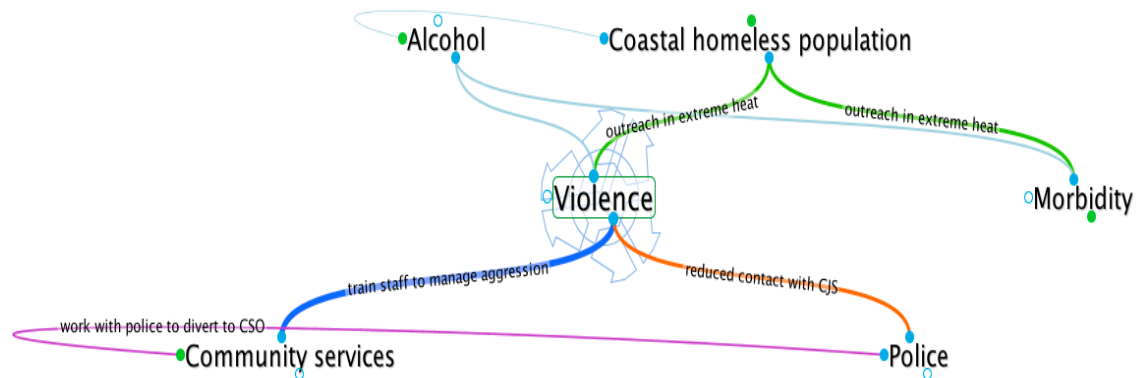 Alcohol
Coastal homeless population
outreach in extreme heat
outreach in extreme heat
Violence
Morbidity
train staff to manage aggression
reduced contact with CJS
work with police to divert to CSO
Community services
Police